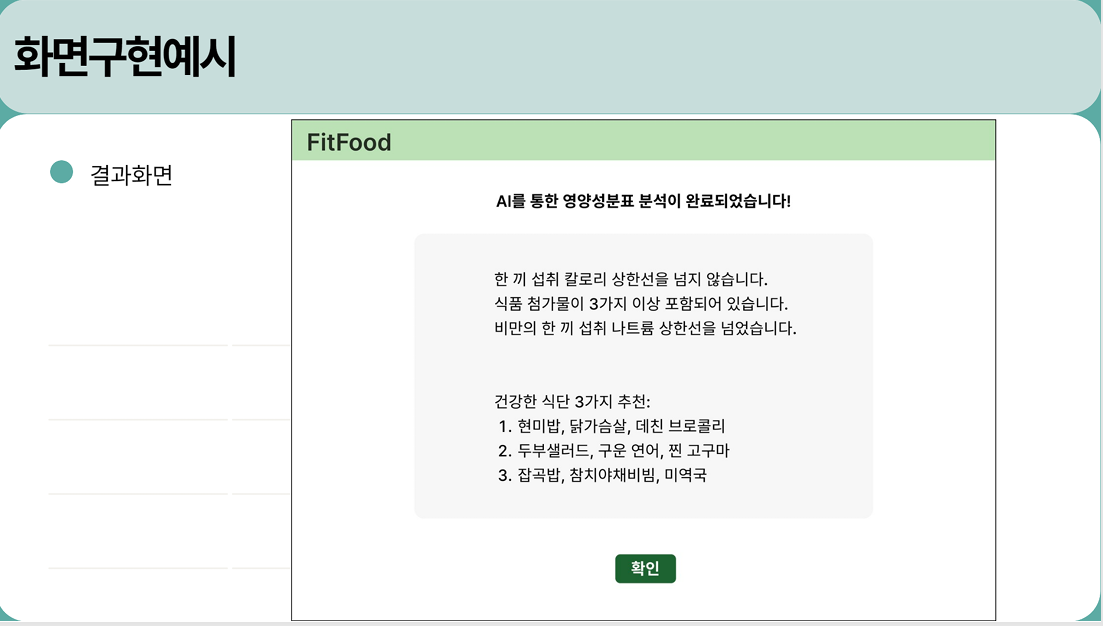 화면구현예시
결과화면
FitFood
AI를 통한 영양성분표 분석이 완료되었습니다!
한 끼 섭취 칼로리 상한선을 넘지 않습니다.
식품 첨가물이 3가지 이상 포함되어 있습니다.
비만의 한 끼 섭취 나트륨 상한선을 넘었습니다.
건강한 식단 3가지 추천:
1. 현미밥, 닭가슴살, 데친 브로콜리
2. 두부샐러드, 구운 연어, 찐 고구마
3. 잡곡밥, 참치야채비빔, 미역국
확인